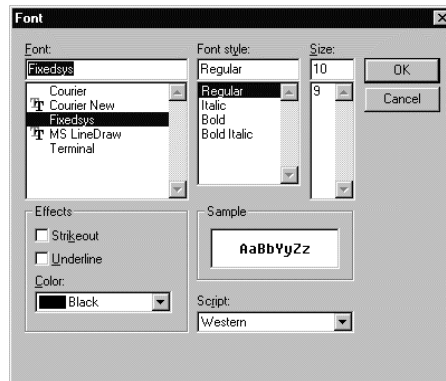 Font
Font: Font style: Size:
Fixedsys Regular 10 OK
Courier Regular 9 Cancel
Courier New Italic
Fixedsys Bold
MS LineDraw Bold Italic
Terminal
Effects Sample
Strikeout AaBbYyZz
Underline
Color:
Black Script:
Western